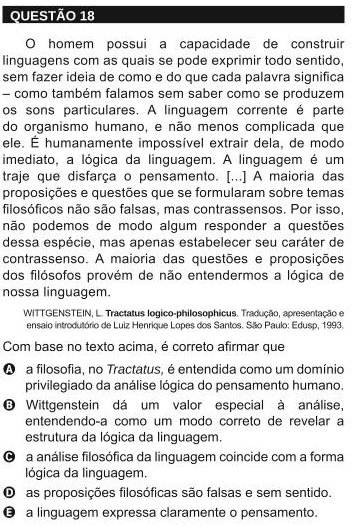 QUESTÃO 18
O homem possui a capacidade de construir
linguagens com as quais se pode exprimir todo sentido,
sem fazer ideia de como e do que cada palavra significa
– como também falamos sem saber como se produzem
os sons particulares. A linguagem corrente é parte
do organismo humano, e não menos complicada que
ele. É humanamente impossível extrair dela, de modo
imediato, a lógica da linguagem. A linguagem é um
traje que disfarça o pensamento. [...] A maioria das
proposições e questões que se formularam sobre temas
filosóficos não são falsas, mas contrassensos. Por isso,
não podemos de modo algum responder a questões
dessa espécie, mas apenas estabelecer seu caráter de
contrassenso. A maioria das questões e proposições
dos filósofos provém de não entendermos a lógica de
nossa linguagem.
WITTGENSTEIN, L. Tractatus logico-philosophicus. Tradução, apresentação e
ensaio introdutório de Luiz Henrique Lopes dos Santos. São Paulo: Edusp, 1993.
Com base no texto acima, é correto afirmar que
A a filosofia, no Tractatus, é entendida como um domínio
privilegiado da análise lógica do pensamento humano.
B Wittgenstein dá um valor especial à análise,
entendendo-a como um modo correto de revelar a
estrutura da lógica da linguagem.
C a análise filosófica da linguagem coincide com a forma
lógica da linguagem.
D as proposições filosóficas são falsas e sem sentido.
E a linguagem expressa claramente o pensamento.